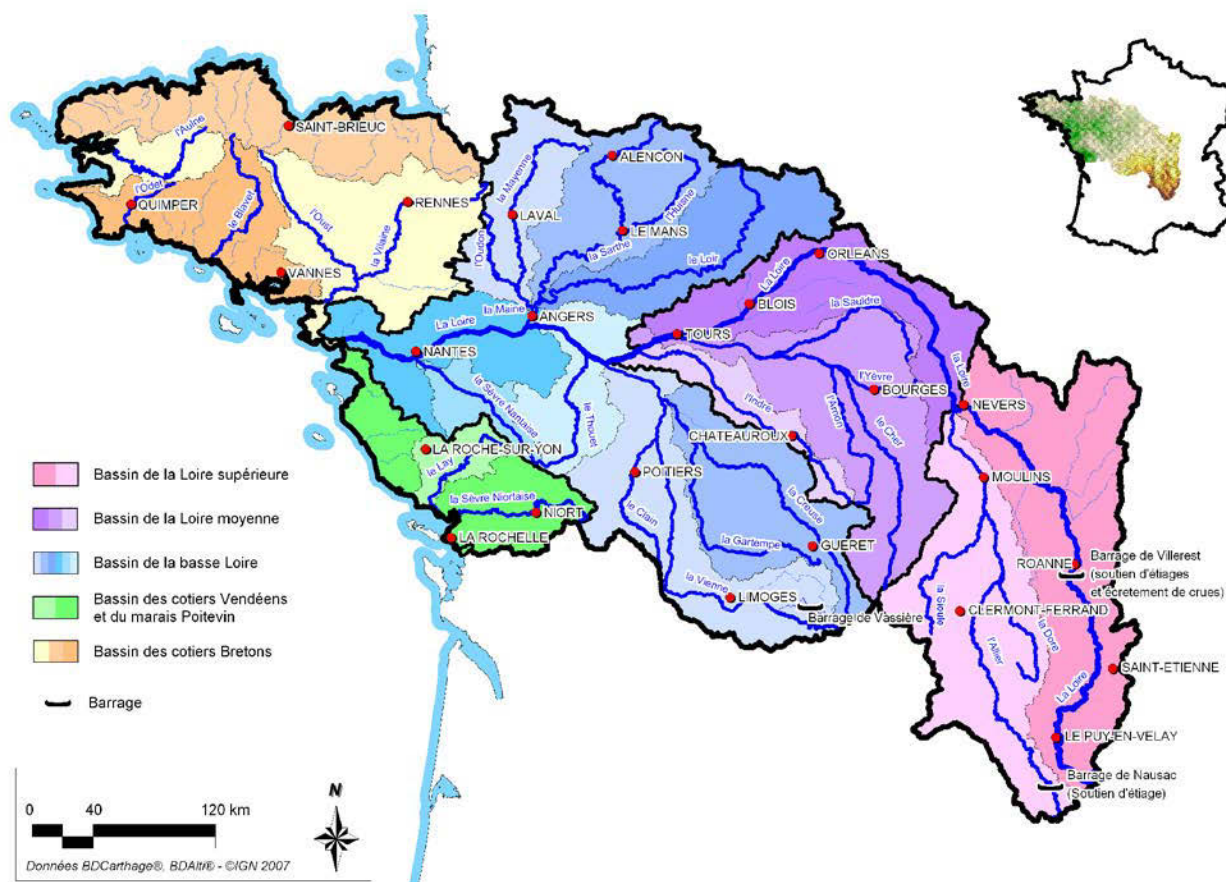 SAINT-BRIEUC
l'Aulne
l'Odet
QUIMPER
le Blavet
l'Oust
VANNES
la Vilaine
RENNES
l'Oudon
la Mayenne
LAVAL
ALENCON
l'Huisne
LE MANS
la Sarthe
le Loir
ORLEANS
La Loire
BLOIS
la Sauldre
TOURS
la Maine
ANGERS
La Loire
NANTES
la Sèvre Nantaise
le Thouet
l'Indre
l'Yèvre
BOURGES
l'Arnon
le Cher
la Loire
NEVERS
CHATEAUROUX
MOULINS
LA ROCHE-SUR-YON
le Lay
la Sèvre Niortaise
NIORT
LA ROCHELLE
POITIERS
le Clain
la Creuse
la Gartempe
GUERET
la Vienne
LIMOGES
Barrage de Vassière
ROANNE
Barrage de Villerest
(soutien d'étiages
et écretement de crues)
la Sioule
CLERMONT-FERRAND
l'Allier
la Dore
La Loire
SAINT-ETIENNE
LE PUY-EN-VELAY
Barrage de Nausac
(Soutien d'étiage)
Bassin de la Loire supérieure
Bassin de la Loire moyenne
Bassin de la basse Loire
Bassin des cotiers Vendéens
et du marais Poitevin
Bassin des cotiers Bretons
Barrage
0 40 120 km
N
Données BDCarthage®, BDAlti® - ©IGN 2007